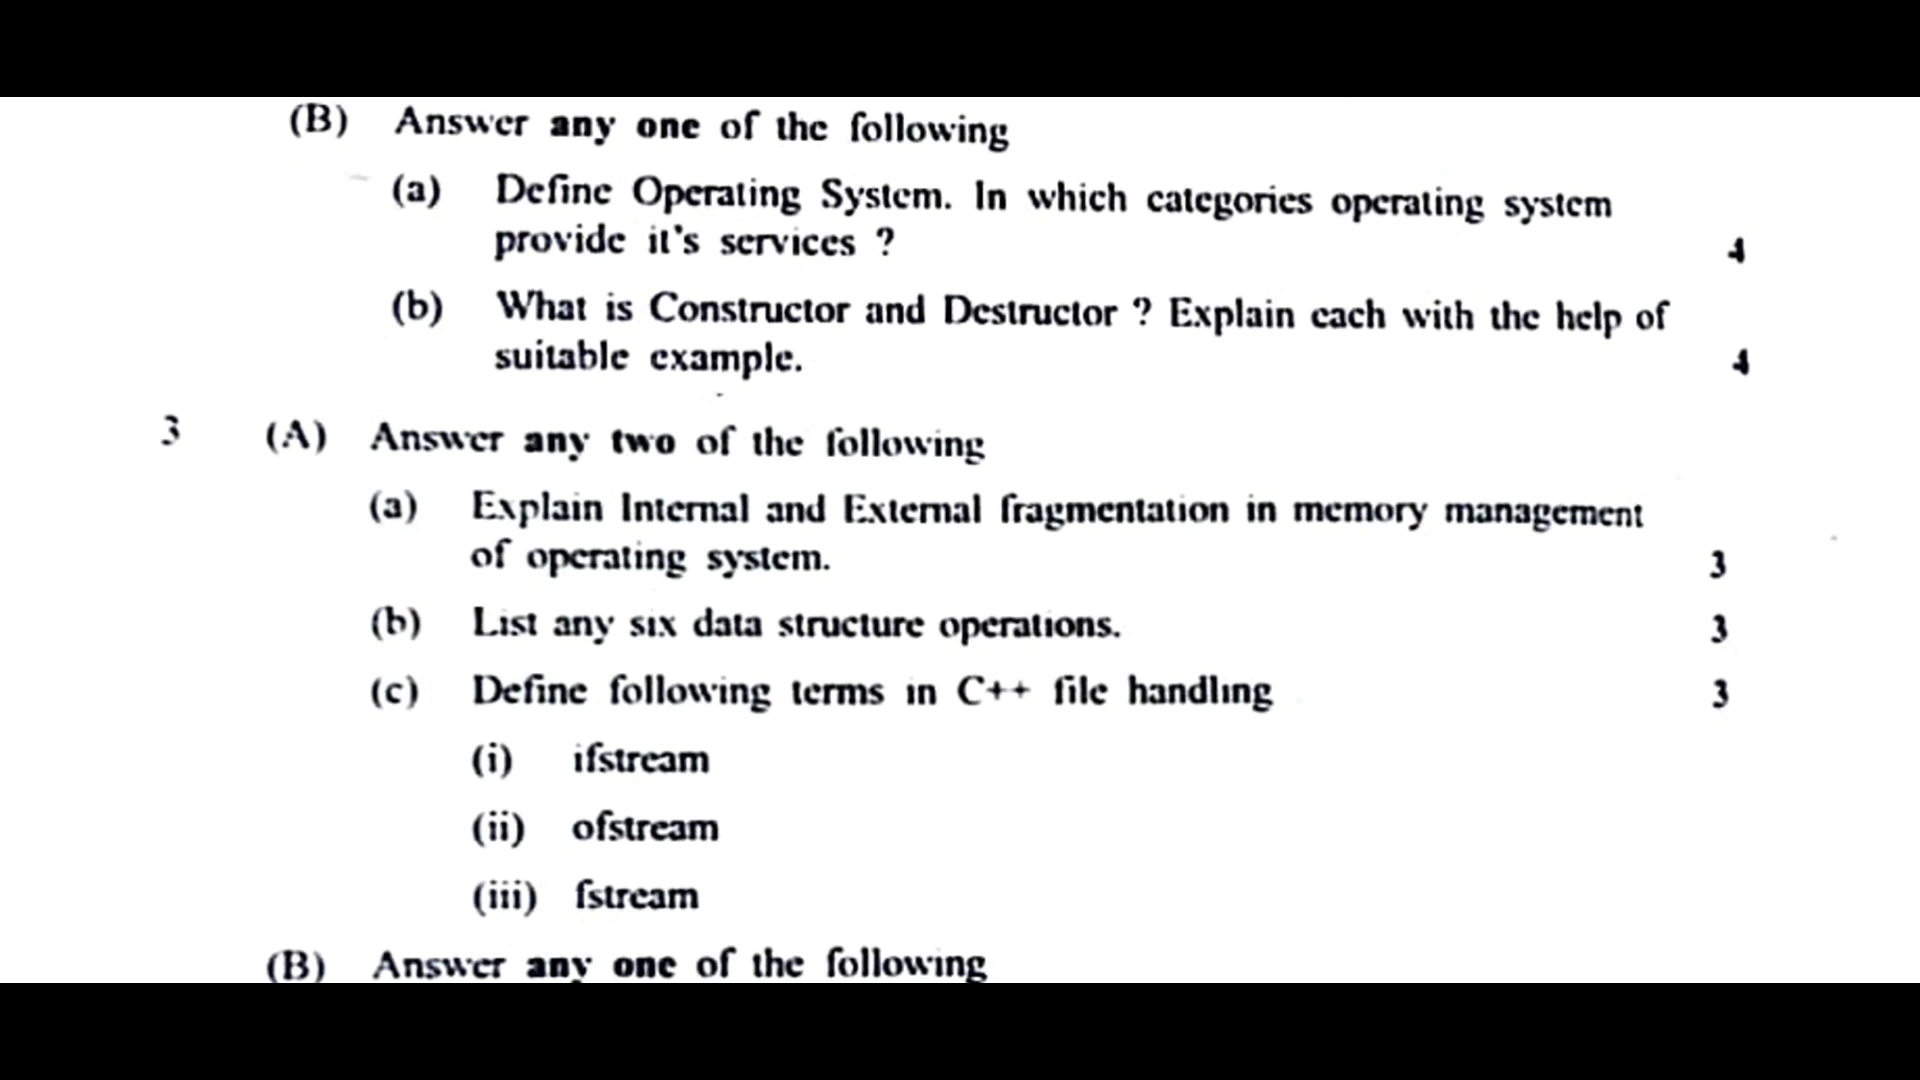 (B) Answer any one of the following
(a) Define Operating System. In which categories operating system
provide it's services ? 4
(b) What is Constructor and Destructor ? Explain each with the help of
suitable example. 4
3 (A) Answer any two of the following
(a) Explain Internal and External fragmentation in memory management
of operating system. 3
(b) List any six data structure operations. 3
(c) Define following terms in C++ file handling 3
(i) ifstream
(ii) ofstream
(iii) fstream
(B) Answer any one of the following